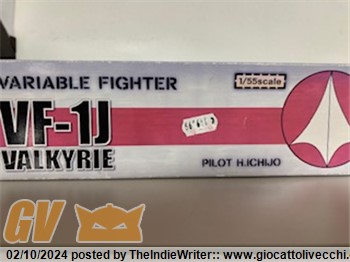 VARIABLE FIGHTER
1/55scale
VF-1J
VALKYRIE
PILOT H.ICHIJO
GV
02/10/2024 posted by TheIndieWriter:: www.giocattolivecchi.